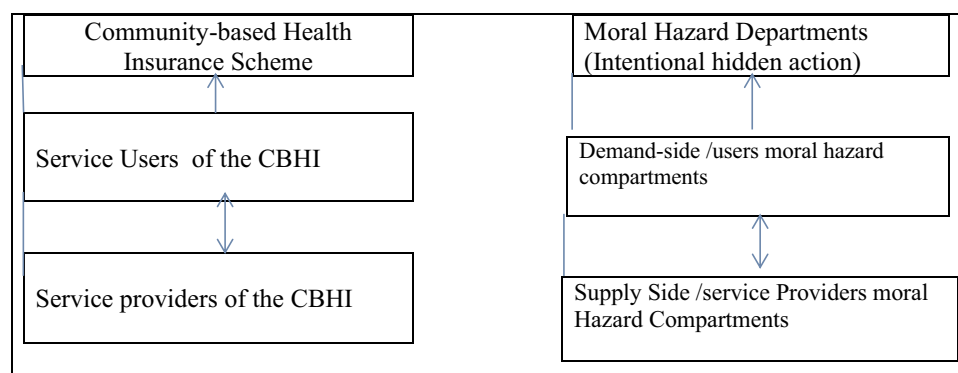 Community-based Health
Insurance Scheme
Service Users of the CBHI
Service providers of the CBHI
Moral Hazard Departments
(Intentional hidden action)
Demand-side /users moral hazard
compartments
Supply Side /service Providers moral
Hazard Compartments